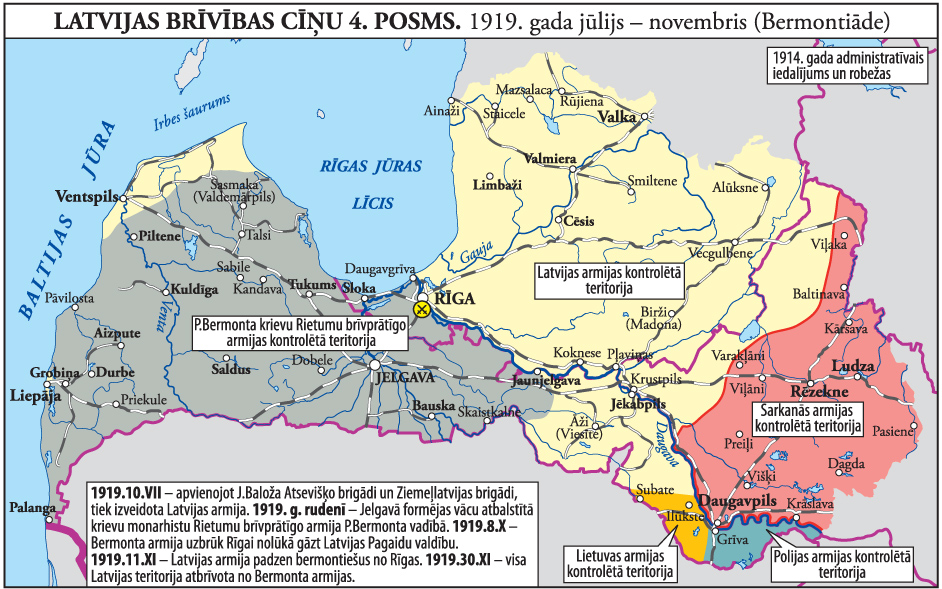 LATVIJAS BRĪVĪBAS CĪŅU 4. POSMS. 1919. gada jūlijs – novembris (Bermontiāde)
1914. gada administratīvais
iedalījums un robežas
Irbes šaurums
BALTIJAS JŪRA
RĪGAS JŪRAS
LĪCIS
Mazsalaca
Rūjiena
Ainaži
Staicele
Valka
Valmiera
Limbaži
Smiltene
Alūksne
Cēsis
Gauja
Vecgulbene
Viļaka
Baltinava
Kārsava
Ventspils
Sasmaka
(Valdemārpils)
Piltene
Talsi
Sabile
Kandava
Tukums
Sloka
Daugavgrīva
RĪGA
Kuldīga
Venta
Pāvilosta
Aizpute
Grobiņa
Durbe
Liepāja
Priekule
Saldus
Dobele
JELGAVA
Bauska
Skaistkalne
Palanga
Latvijas armijas kontrolētā
teritorija
P.Bermonta krievu Rietumu brīvprātīgo
armijas kontrolētā teritorija
Biržio
(Madona)
Koknese
Pļaviņas
Jaunjelgava
Krustpils
Jēkabpils
Varakļāni
Viļāni
Rēzekne
Ludza
Sarkanās armijas
kontrolētā teritorija
Pasiene
Aži
(Viesīte)
Daugava
Preiļi
Dagda
Višķi
Subate
Daugavpils
Krāslava
Ilūkste
Grīva
Lietuvas armijas
kontrolētā teritorija
Polijas armijas kontrolētā
teritorija
1919.10.VII – apvienojot J.Baloža Atsevišķo brigādi un Ziemeļlatvijas brigādi,
tiek izveidota Latvijas armija. 1919. g. rudenī – Jelgavā formējas vācu atbalstītā
krievu monarhistu Rietumu brīvprātīgo armija P.Bermonta vadībā. 1919.8.X –
Bermonta armija uzbrūk Rīgai nolūkā gāzt Latvijas Pagaidu valdību.
1919.11.XI – Latvijas armija padzen bermontiešus no Rīgas. 1919.30.XI – visa
Latvijas teritorija atbrīvota no Bermonta armijas.